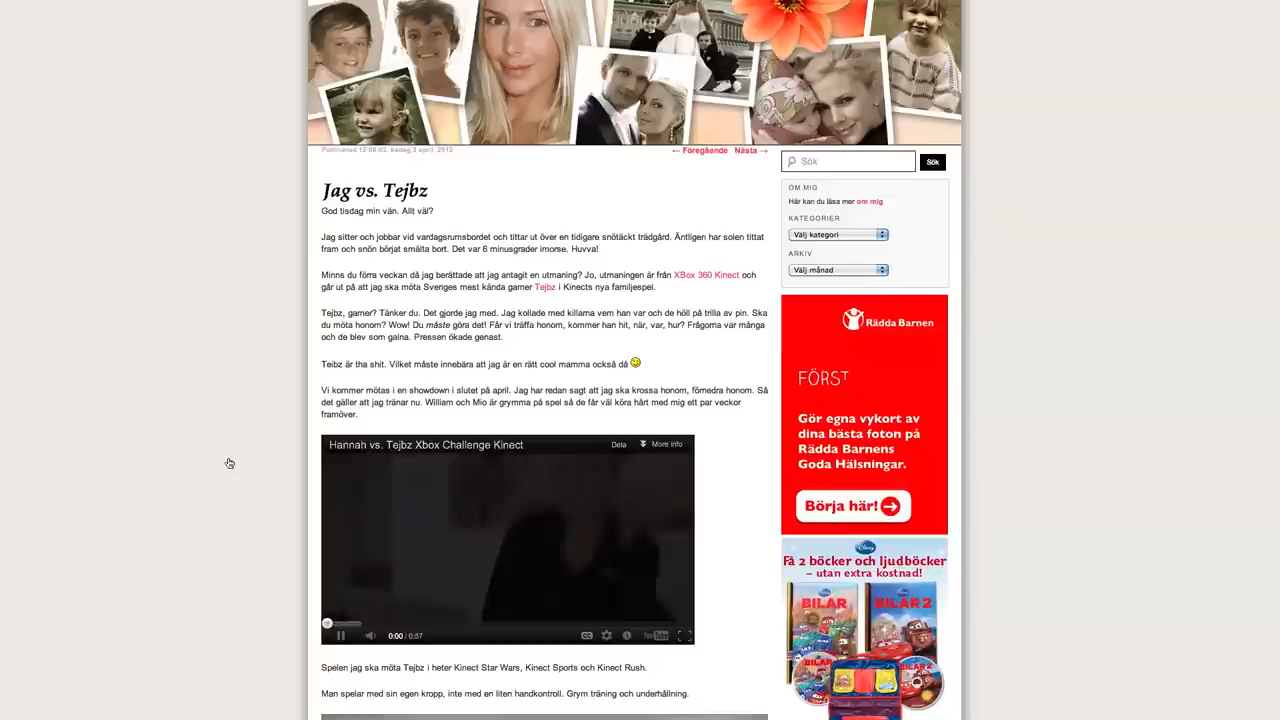 Publicerad 12:06:02, tisdag 3 april, 2012
← Föregående Nästa →
Jag vs. Tejbz
God tisdag min vän. Allt väl?
Jag sitter och jobbar vid vardagsrumsbordet och tittar ut över en tidigare snötäckt trädgård. Äntligen har solen tittat
fram och snön börjat smälta bort. Det var 6 minusgrader imorse. Huvva!
Minns du förra veckan då jag berättade att jag antagit en utmaning? Jo, utmaningen är från XBox 360 Kinect och
går ut på att jag ska möta Sveriges mest kända gamer Tejbz i Kinects nya familjespel.
Tejbz, gamer? Tänker du. Det gjorde jag med. Jag kollade med killarna vem han var och de höll på trilla av pin. Ska
du möta honom? Wow! Du måste göra det! Får vi träffa honom, kommer han hit, när, var, hur? Frågorna var många
och de blev som galna. Pressen ökade genast.
Tejbz är tha shit. Vilket måste innebära att jag är en rätt cool mamma också då
Vi kommer mötas i en showdown i slutet på april. Jag har redan sagt att jag ska krossa honom, förnedra honom. Så
det gäller att jag tränar nu. William och Mio är grymma på spel så de får väl köra hårt med mig ett par veckor
framöver.
Hannah vs. Tejbz Xbox Challenge Kinect
Dela
More info
0:00 / 0:57
CC
YouTube
Spelen jag ska möta Tejbz i heter Kinect Star Wars, Kinect Sports och Kinect Rush.
Man spelar med sin egen kropp, inte med en liten handkontroll. Grym träning och underhållning.
Sök
Sök
OM MIG
Här kan du läsa mer om mig
KATEGORIER
Välj kategori
ARKIV
Välj månad
Rädda Barnen
FÖRST
Gör egna vykort av
dina bästa foton på
Rädda Barnens
Goda Hälsningar.
Börja här!
Disney
Få 2 böcker och ljudböcker
– utan extra kostnad!
BILAR
BILAR 2
BILAR
BILAR 2